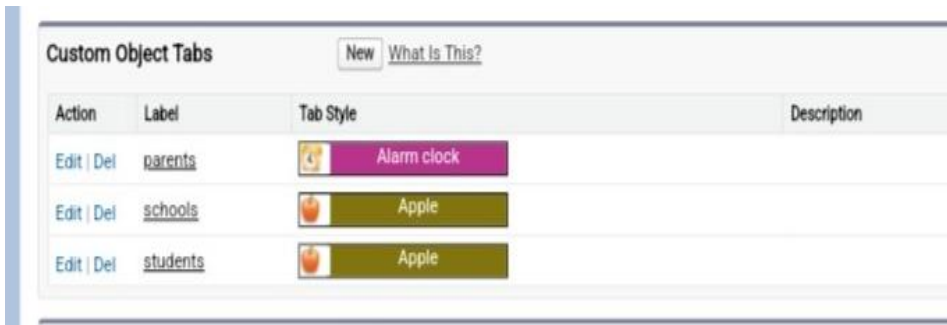 Custom Object Tabs New What Is This?
Action Label Tab Style Description
Edit | Del parents Alarm clock
Edit | Del schools Apple
Edit | Del students Apple